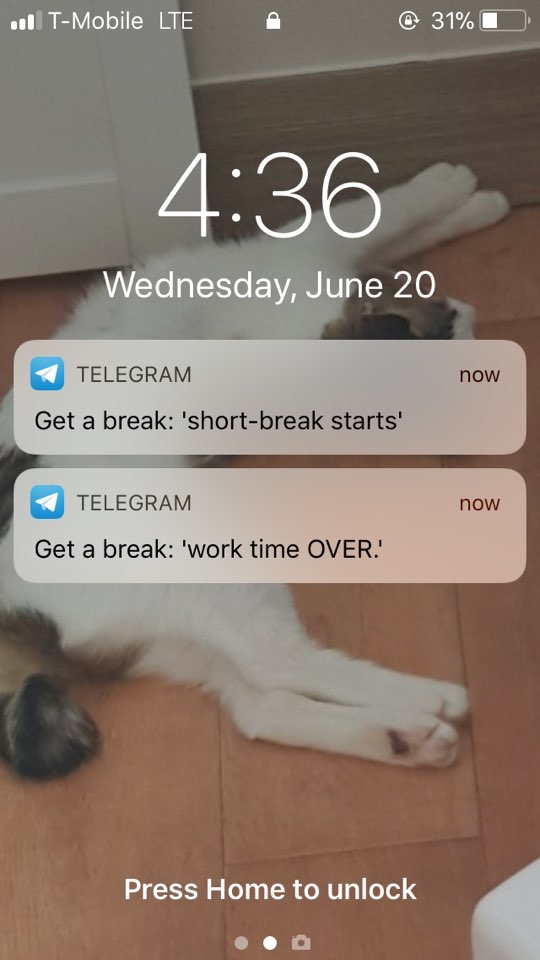 T-Mobile LTE 31%
4:36
Wednesday, June 20
TELEGRAM now
Get a break: 'short-break starts'
TELEGRAM now
Get a break: 'work time OVER.'
Press Home to unlock